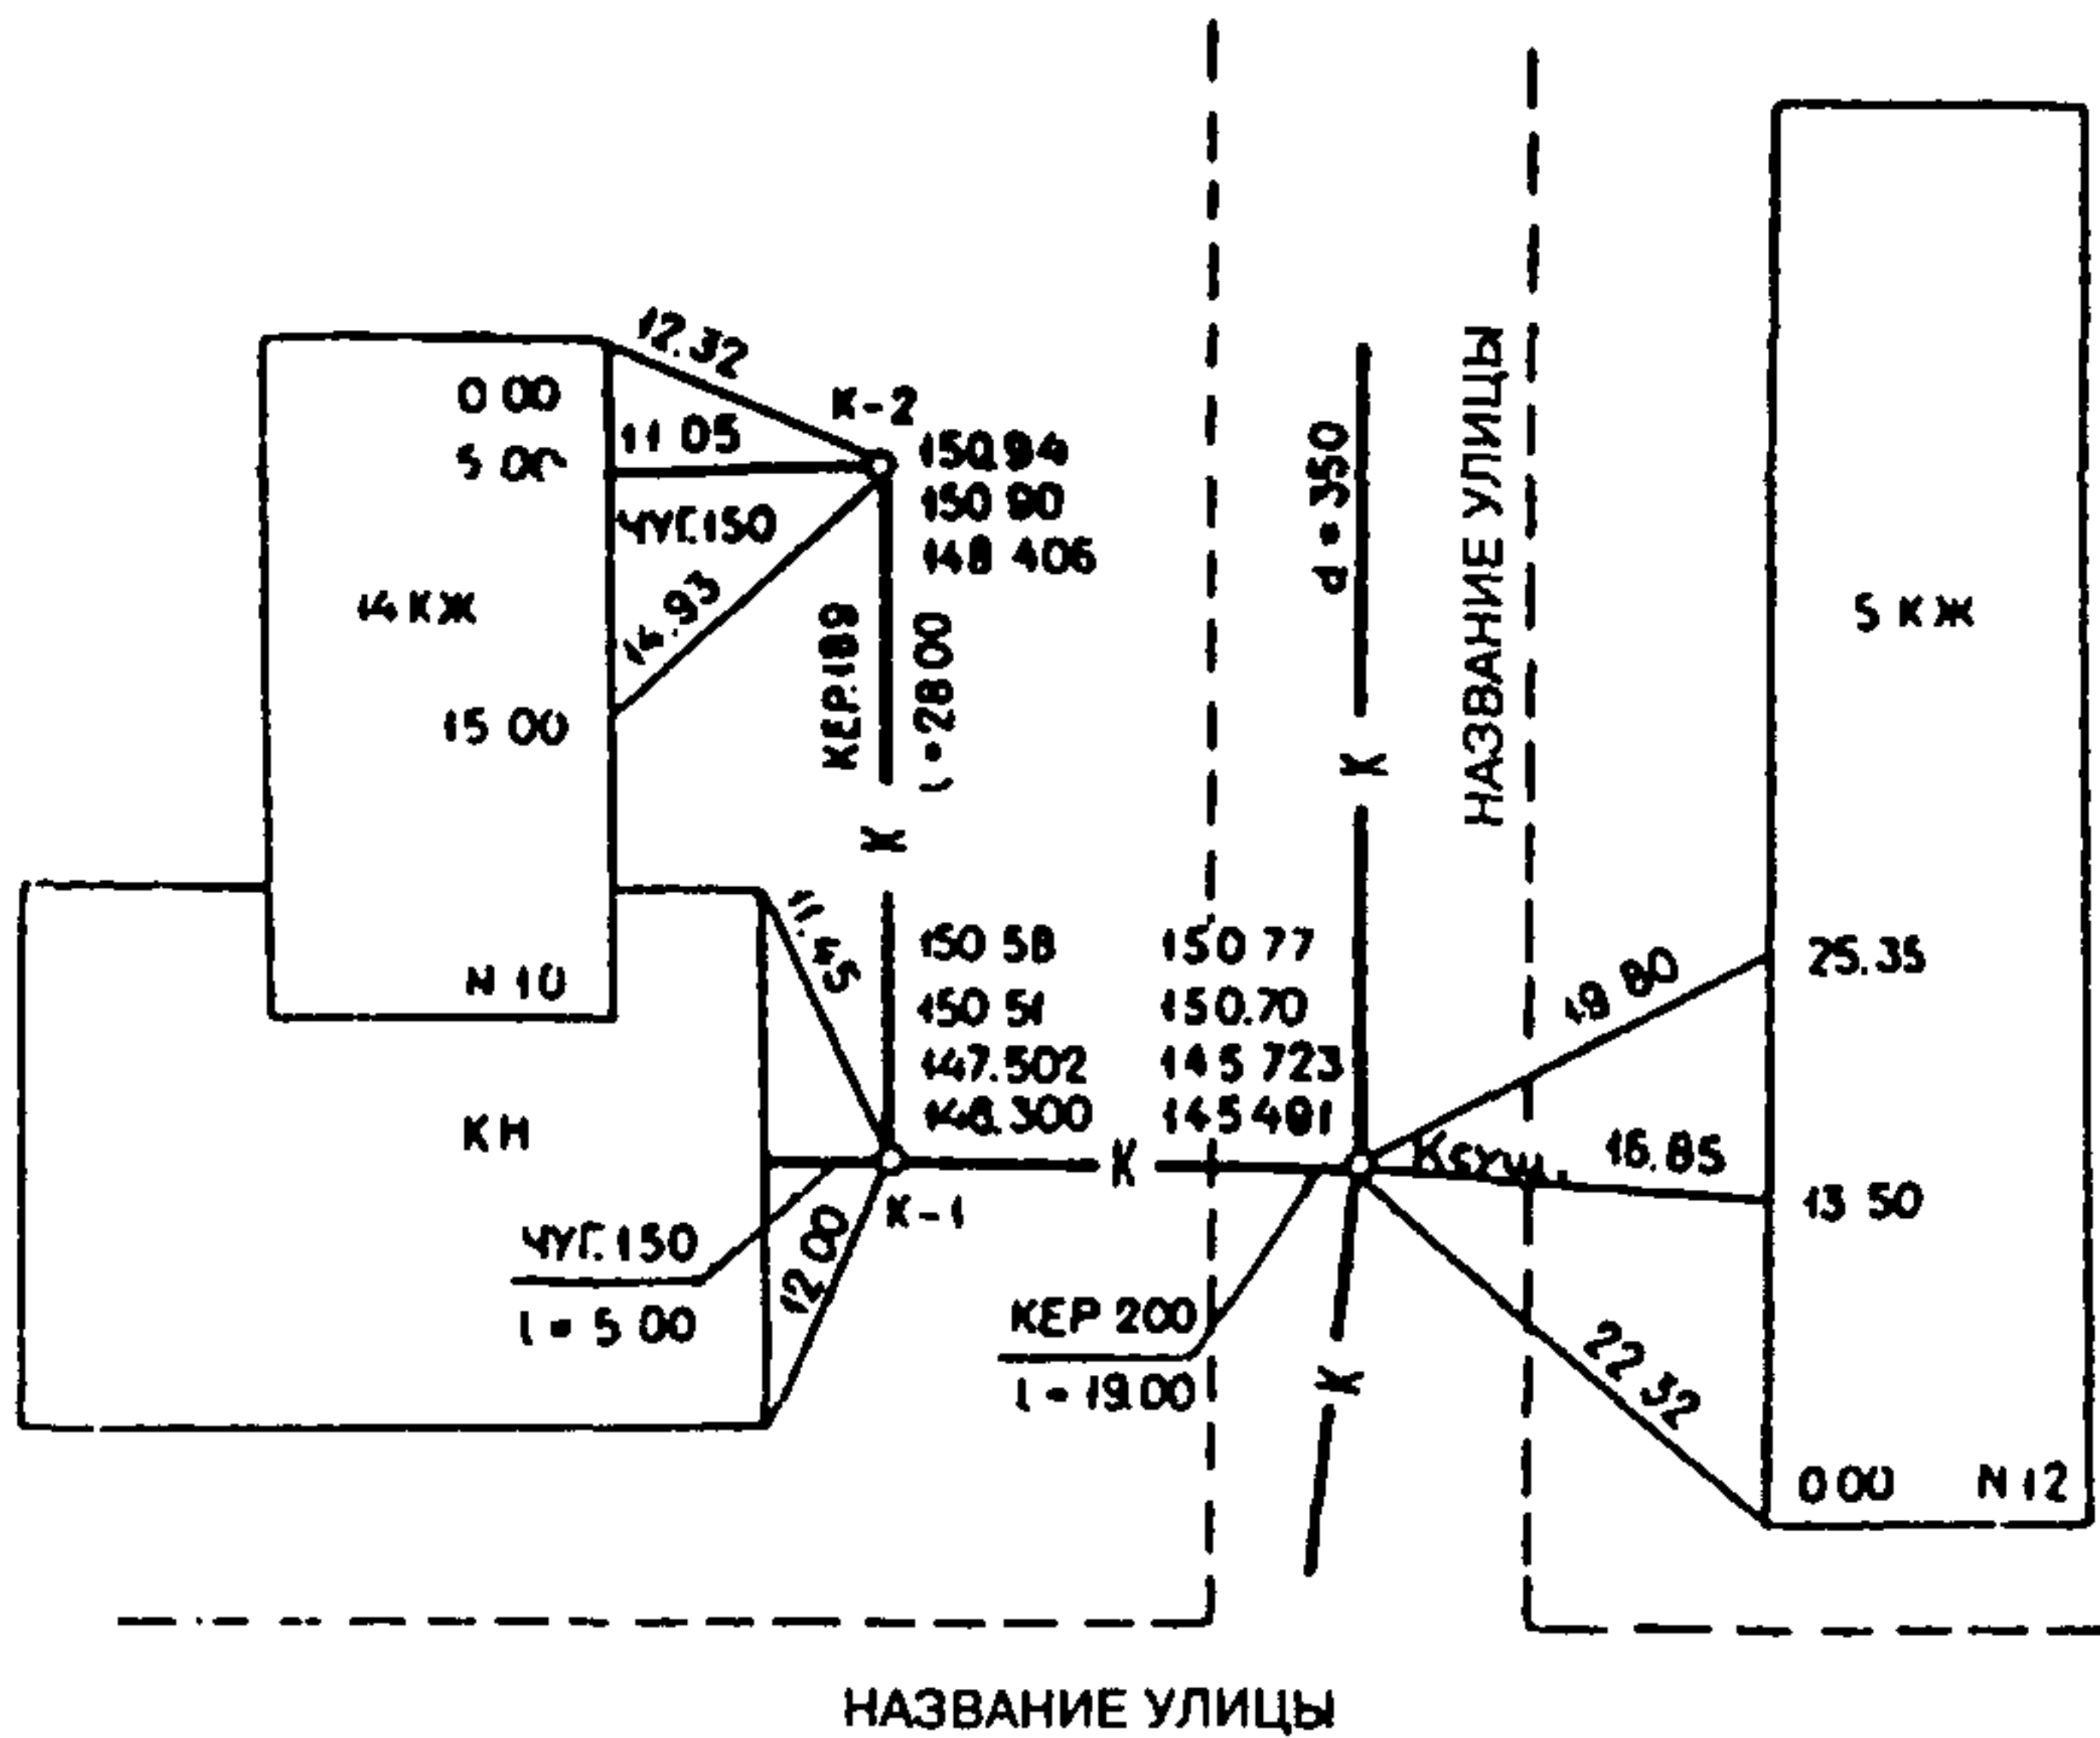 12.32
0 00
11 05
К-2
150.94
150 90
148 406
ЧУГ.150
14.93
14 КЖ
15 00
КЕР.189
l = 28 00
d = 350
К
К
НАЗВАНИЕ УЛИЦЫ
5 КЖ
N 10
11.45
150 58
150 51
147.502
146.300
150 77
150.70
145 723
145 491
19 80
25.35
КН
К
Ксущ.
16.85
13 50
К-1
ЧУГ.150
l = 5 00
12 00
КЕР 200
l = 19.00
К
22 32
0 00 N 12
НАЗВАНИЕ УЛИЦЫ